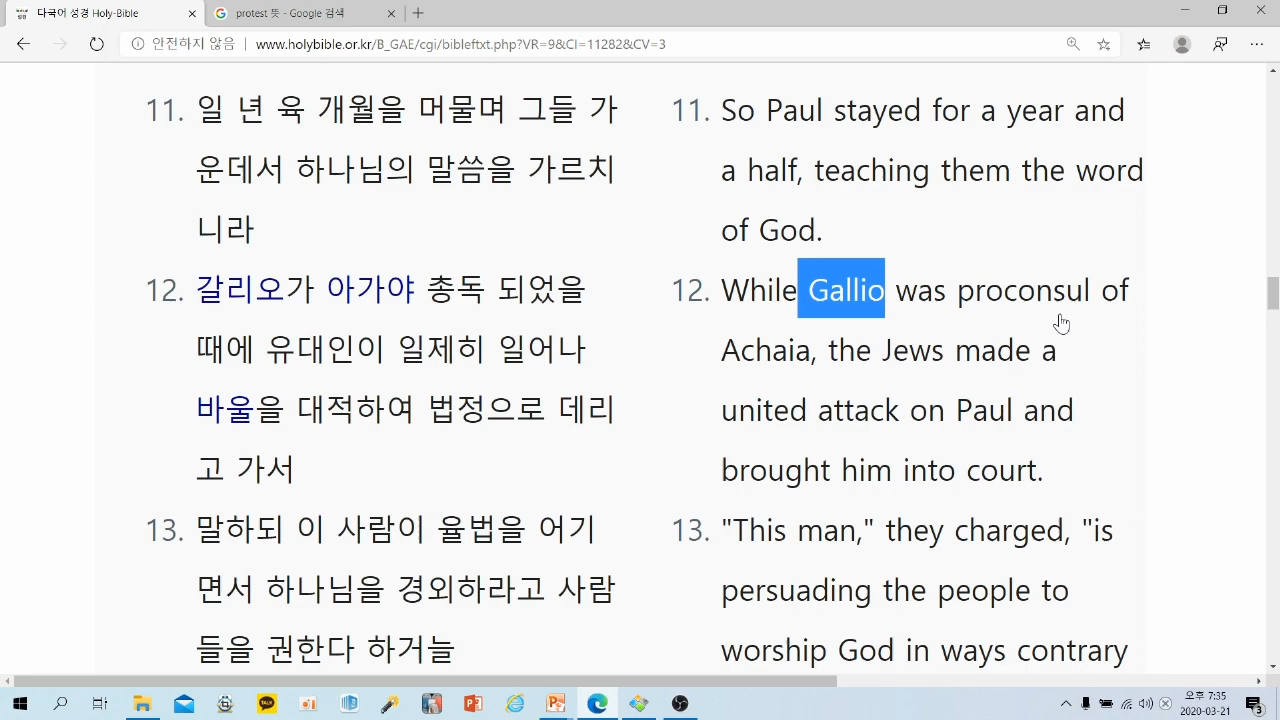 다국어 성경 Holy-Bible
protest 뜻 - Google 검색
안전하지 않음
www.holybible.or.kr/B_GAE/cgi/bibleftxt.php?VR=9&CI=11282&CV=3
11. 일 년 육 개월을 머물며 그들 가
운데서 하나님의 말씀을 가르치
니라
12. 갈리오가 아가야 총독 되었을
때에 유대인이 일제히 일어나
바울을 대적하여 법정으로 데리
고 가서
13. 말하되 이 사람이 율법을 어기
면서 하나님을 경외하라고 사람
들을 권한다 하거늘
11. So Paul stayed for a year and
a half, teaching them the word
of God.
12. While Gallio was proconsul of
Achaia, the Jews made a
united attack on Paul and
brought him into court.
13. "This man," they charged, "is
persuading the people to
worship God in ways contrary
TALK
오후 7:35
2020-03-21
3